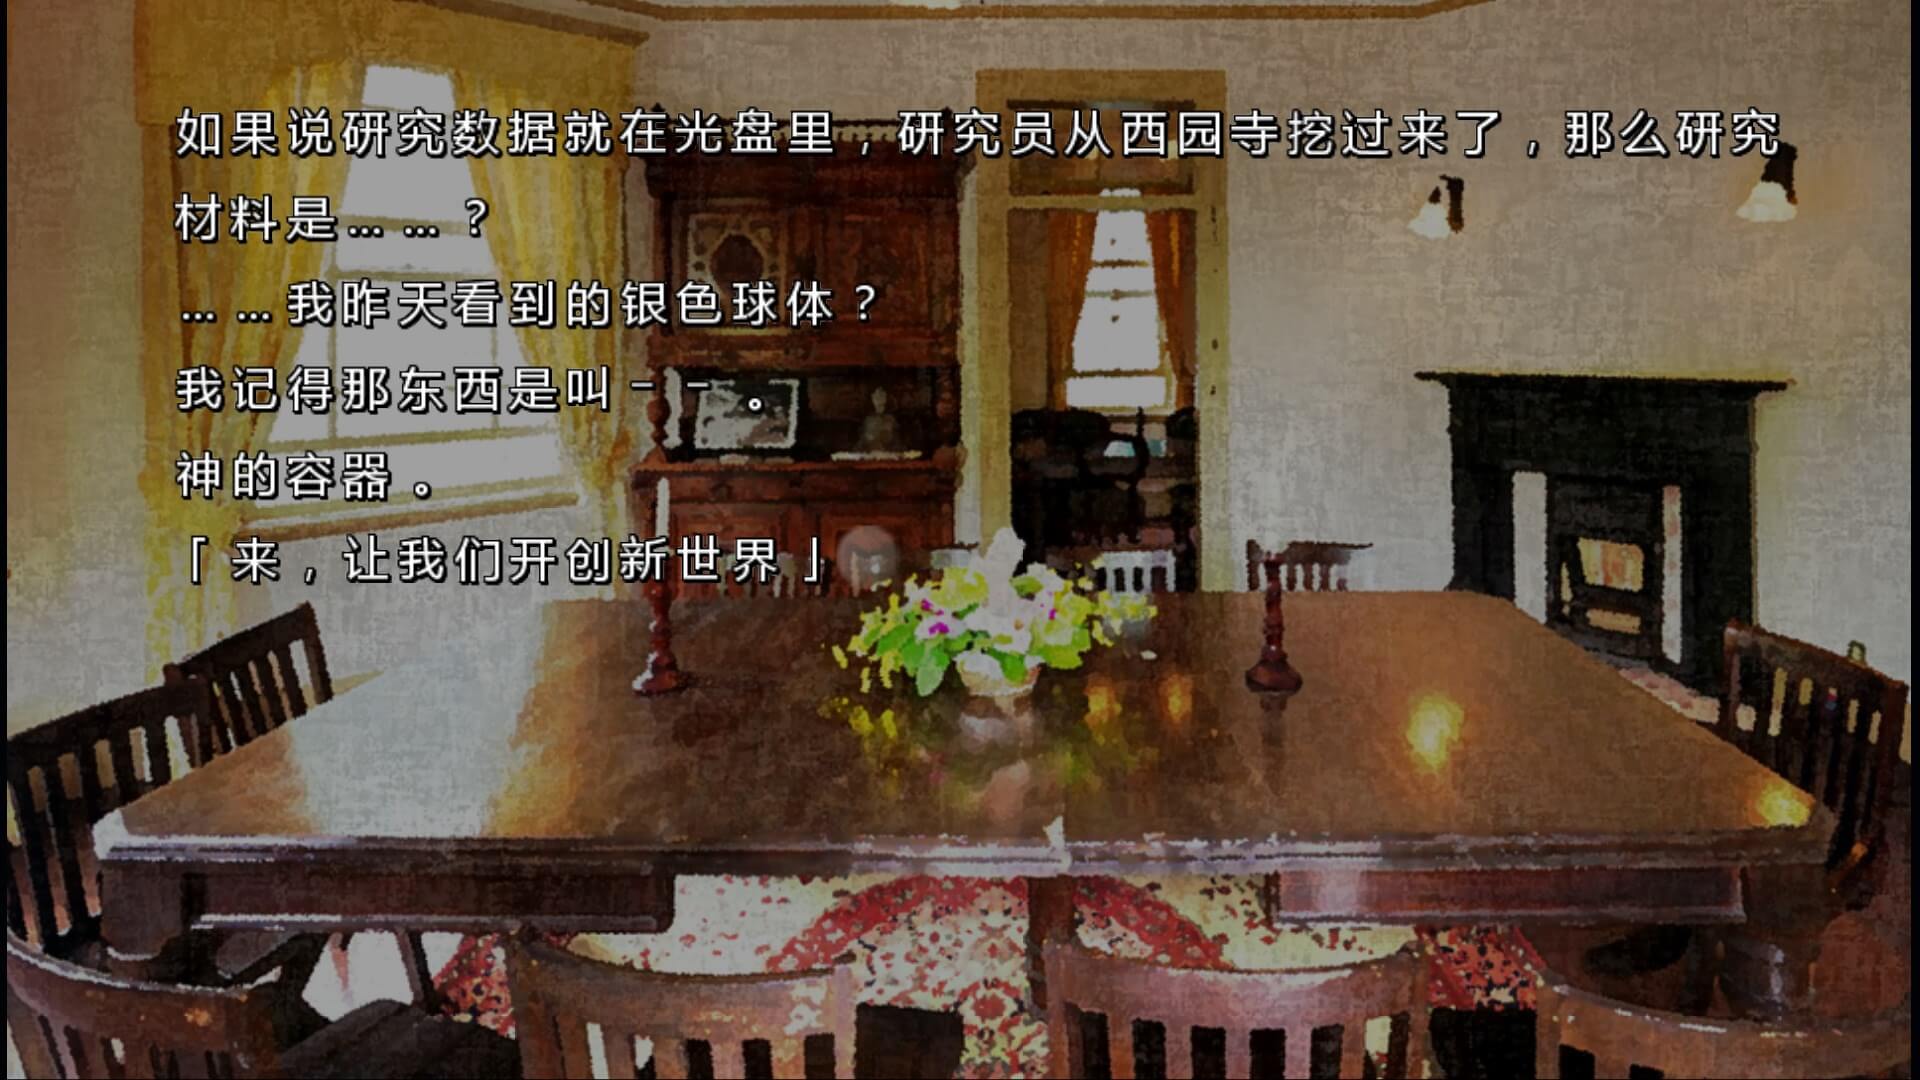 如果说研究数据就在光盘里，研究员从西园寺挖过来了，那么研究
材料是……？
……我昨天看到的银色球体？
我记得那东西是叫－－。
神的容器。
「来，让我们开创新世界」